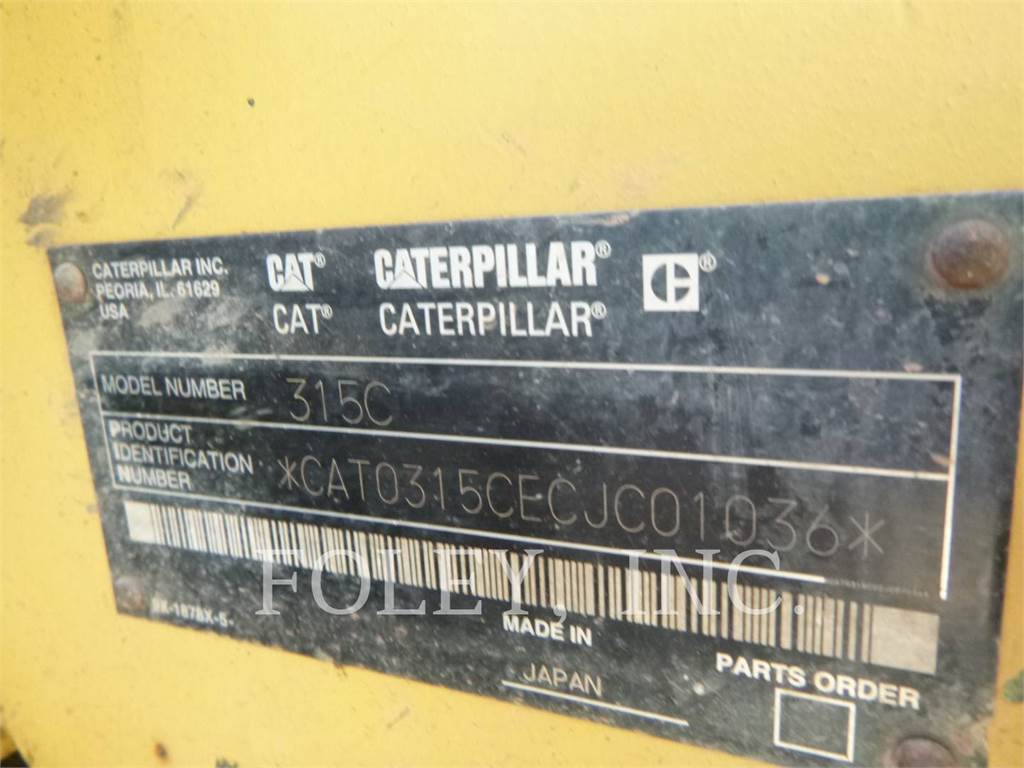 CATERPILLAR INC.
PEORIA, IL. 61629
USA
CAT® CATERPILLAR® C®
CAT® CATERPILLAR®
MODEL NUMBER 315C
PRODUCT
IDENTIFICATION
NUMBER
*CAT0315CECJC01036*
FOLEY, INC.
MADE IN
JAPAN
PARTS ORDER